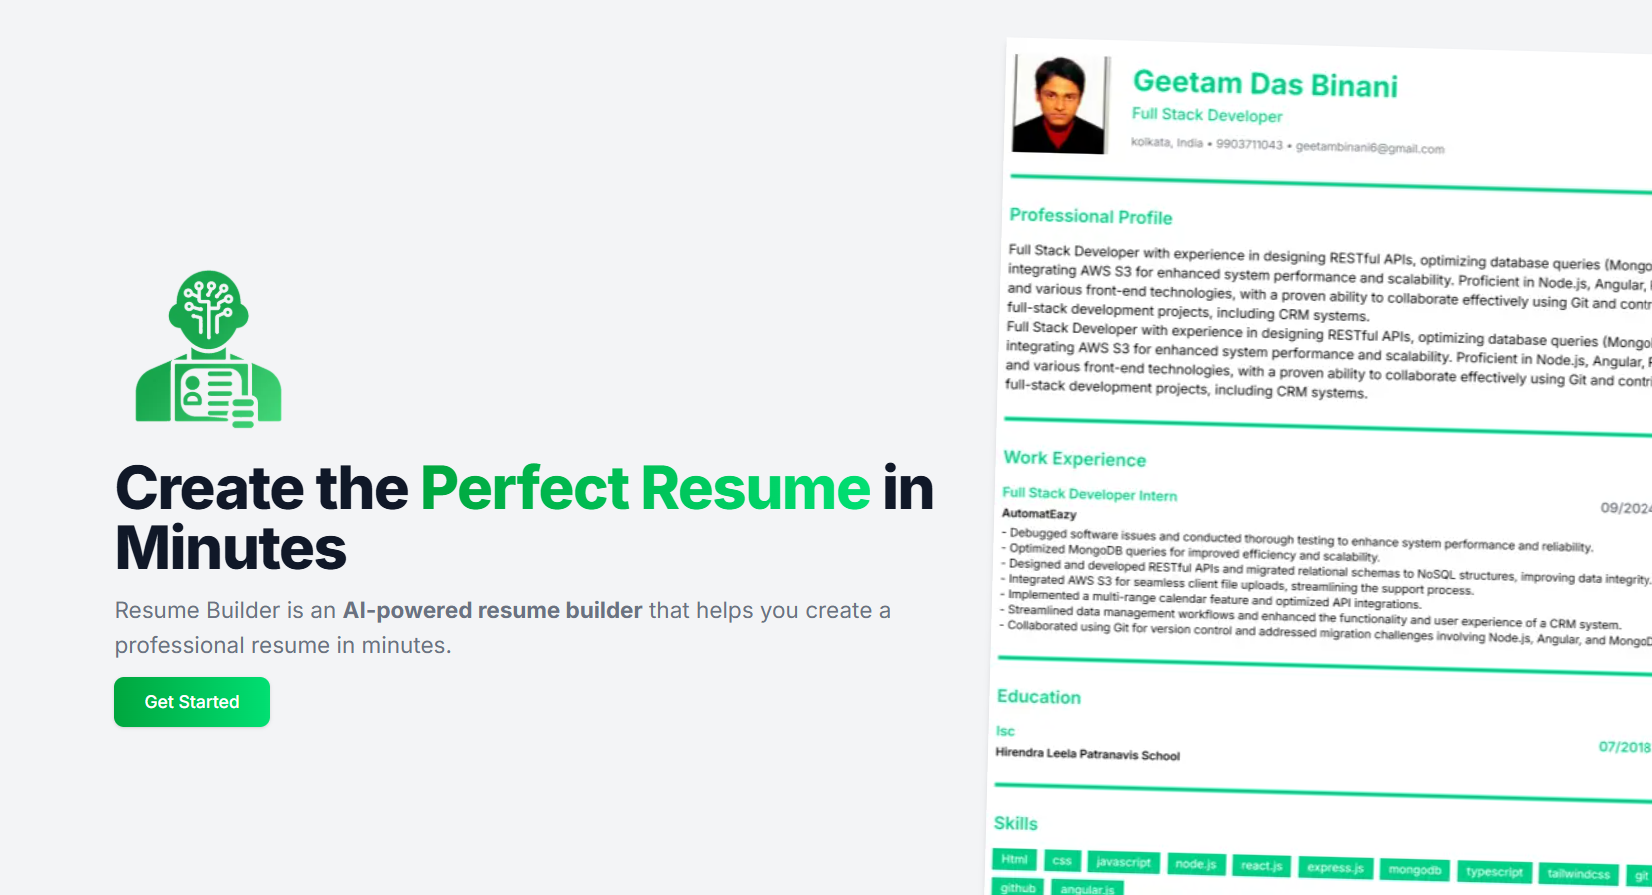 Create the Perfect Resume in
Minutes
Resume Builder is an AI-powered resume builder that helps you create a
professional resume in minutes.
Get Started
Geetam Das Binani
Full Stack Developer
kolkata, India • 9903711043 • geetambinani6@gmail.com
Professional Profile
Full Stack Developer with experience in designing RESTful APIs, optimizing database queries (Mongo
integrating AWS S3 for enhanced system performance and scalability. Proficient in Node.js, Angular,
and various front-end technologies, with a proven ability to collaborate effectively using Git and contr
full-stack development projects, including CRM systems.
Full Stack Developer with experience in designing RESTful APIs, optimizing database queries (Mongo
integrating AWS S3 for enhanced system performance and scalability. Proficient in Node.js, Angular,
and various front-end technologies, with a proven ability to collaborate effectively using Git and contri
full-stack development projects, including CRM systems.
Work Experience
Full Stack Developer Intern
09/2024
AutomatEazy
- Debugged software issues and conducted thorough testing to enhance system performance and reliability.
- Optimized MongoDB queries for improved efficiency and scalability.
- Designed and developed RESTful APIs and migrated relational schemas to NoSQL structures, improving data integrity.
- Integrated AWS S3 for seamless client file uploads, streamlining the support process.
- Implemented a multi-range calendar feature and optimized API integrations.
- Streamlined data management workflows and enhanced the functionality and user experience of a CRM system.
- Collaborated using Git for version control and addressed migration challenges involving Node.js, Angular, and MongoD
Education
Isc
07/2018
Hirendra Leela Patranavis School
Skills
Html css javascript node.js react.js express.js mongodb typescript tailwindcss
github angular.js